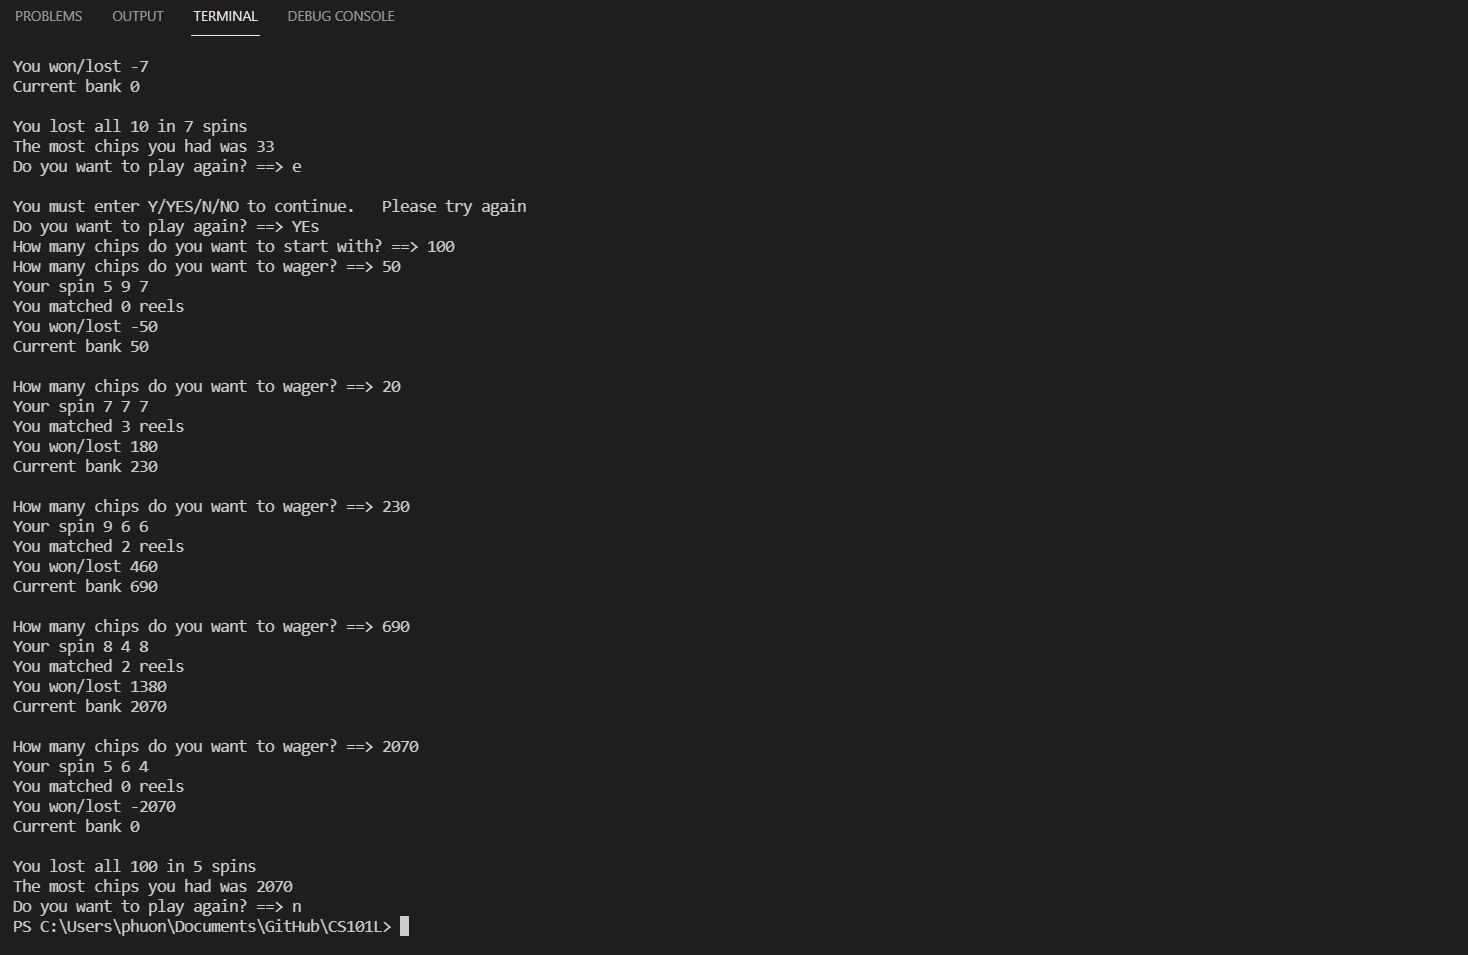 PROBLEMS OUTPUT TERMINAL DEBUG CONSOLE
You won/lost -7
Current bank 0
You lost all 10 in 7 spins
The most chips you had was 33
Do you want to play again? ==> e
You must enter Y/YES/N/NO to continue.   Please try again
Do you want to play again? ==> YEs
How many chips do you want to start with? ==> 100
How many chips do you want to wager? ==> 50
Your spin 5 9 7
You matched 0 reels
You won/lost -50
Current bank 50
How many chips do you want to wager? ==> 20
Your spin 7 7 7
You matched 3 reels
You won/lost 180
Current bank 230
How many chips do you want to wager? ==> 230
Your spin 9 6 6
You matched 2 reels
You won/lost 460
Current bank 690
How many chips do you want to wager? ==> 690
Your spin 8 4 8
You matched 2 reels
You won/lost 1380
Current bank 2070
How many chips do you want to wager? ==> 2070
Your spin 5 6 4
You matched 0 reels
You won/lost -2070
Current bank 0
You lost all 100 in 5 spins
The most chips you had was 2070
Do you want to play again? ==> n
PS C:\Users\phuon\Documents\GitHub\CS101L>